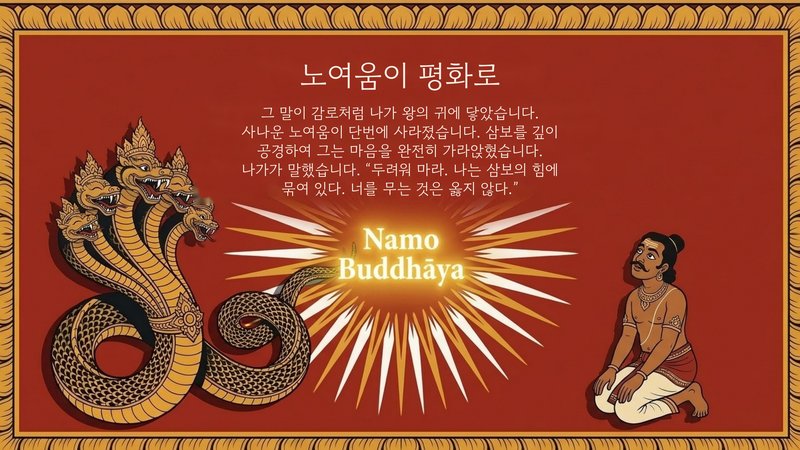 노여움이 평화로
그 말이 감로처럼 나가 왕의 귀에 닿았습니다.
사나운 노여움이 단번에 사라졌습니다. 삼보를 깊이
공경하여 그는 마음을 완전히 가라앉혔습니다.
나가가 말했습니다. “두려워 마라. 나는 삼보의 힘에
묶여 있다. 너를 무는 것은 옳지 않다.”
Namo
Buddhāya